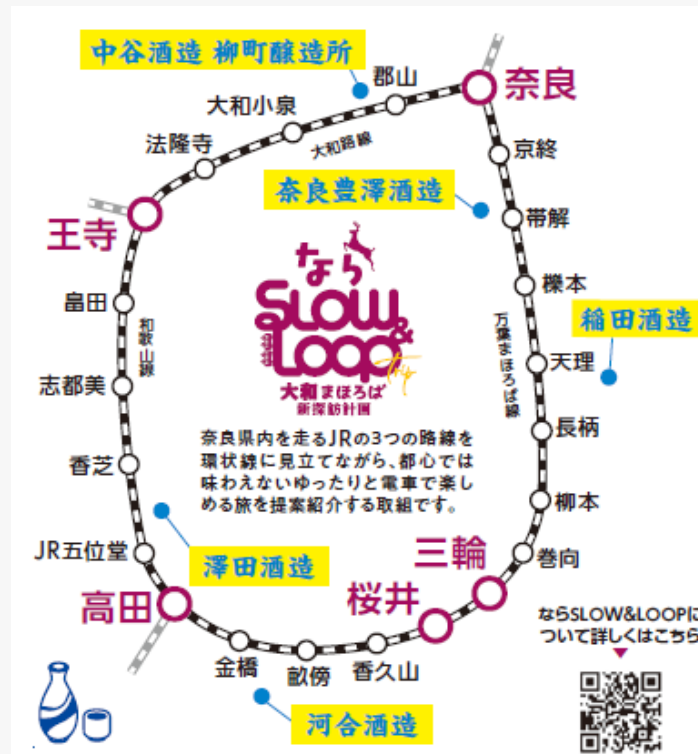 中谷酒造 柳町醸造所
奈良
郡山
大和小泉
大和路線
法隆寺
京終
奈良豊澤酒造
帯解
王寺
なら
SLOW
&
LOOP
trip
大和まほろば
新探訪計画
櫟本
畠田
和歌山線
万葉まほろば線
稲田酒造
天理
志都美
長柄
奈良県内を走るJRの3つの路線を
環状線に見立てながら、都心では
味わえないゆったりと電車で楽し
める旅を提案紹介する取組です。
香芝
柳本
JR五位堂
澤田酒造
三輪
巻向
高田
桜井
金橋
畝傍
香久山
河合酒造
ならSLOW&LOOPに
ついて詳しくはこちら